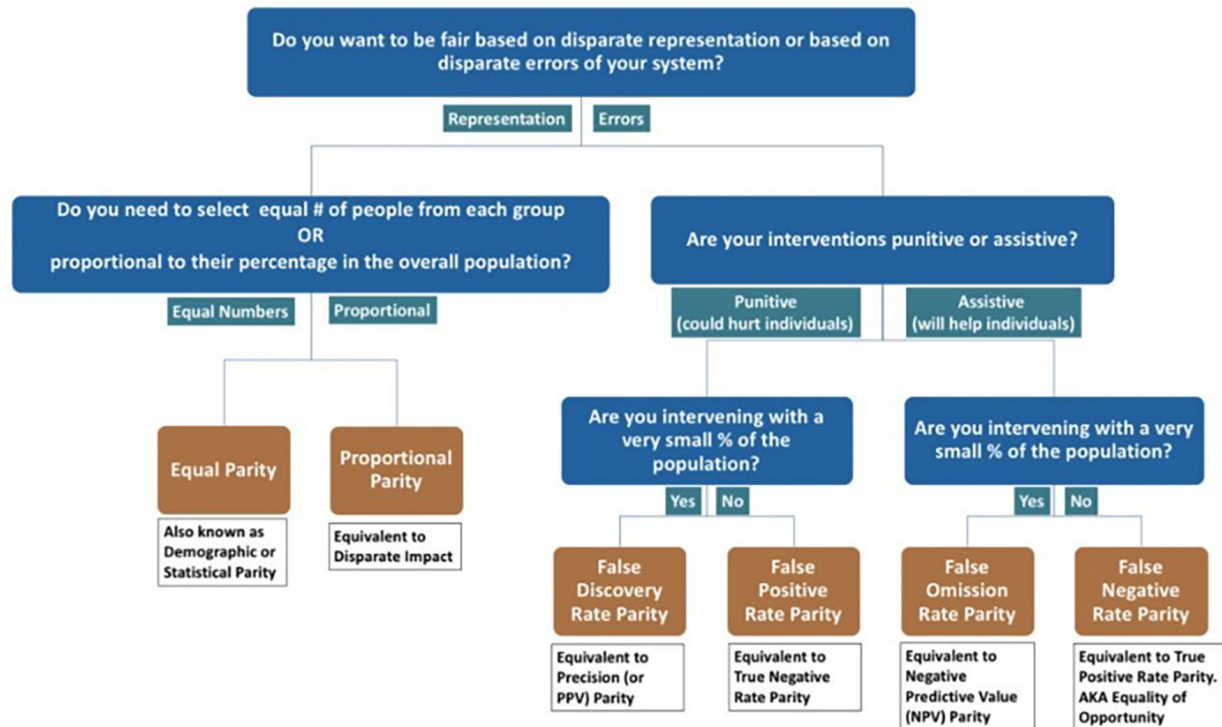 Do you want to be fair based on disparate representation or based on
disparate errors of your system?
Representation
Errors
Do you need to select equal # of people from each group
OR
proportional to their percentage in the overall population?
Are your interventions punitive or assistive?
Equal Numbers
Proportional
Punitive
(could hurt individuals)
Assistive
(will help individuals)
Are you intervening with a
very small % of the
population?
Are you intervening with a very
small % of the population?
Equal Parity
Proportional
Parity
Yes
No
Yes
No
Also known as
Demographic or
Statistical Parity
Equivalent to
Disparate Impact
False
Discovery
Rate Parity
False
Positive
Rate Parity
False
Omission
Rate Parity
False
Negative
Rate Parity
Equivalent to
Precision (or
PPV) Parity
Equivalent to
True Negative
Rate Parity
Equivalent to
Negative
Predictive Value
(NPV) Parity
Equivalent to True
Positive Rate Parity.
AKA Equality of
Opportunity